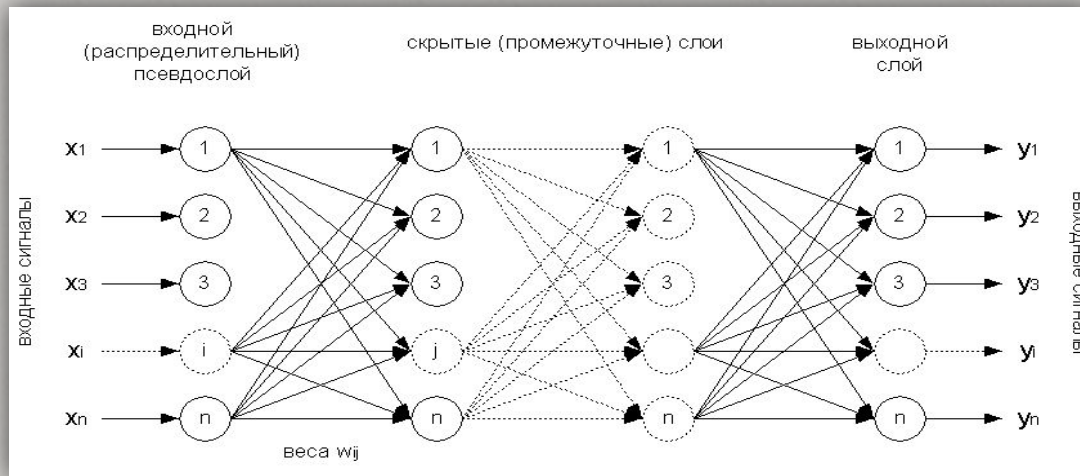 входной
(распределительный)
псевдослой
скрытые (промежуточные) слои
выходной
слой
входные сигналы
x1 1 1 1 1 y1
x2 2 2 2 2 y2
x3 3 3 3 3 y3
xi i j yi
xn n n n n yn
выходные сигналы
веса wij